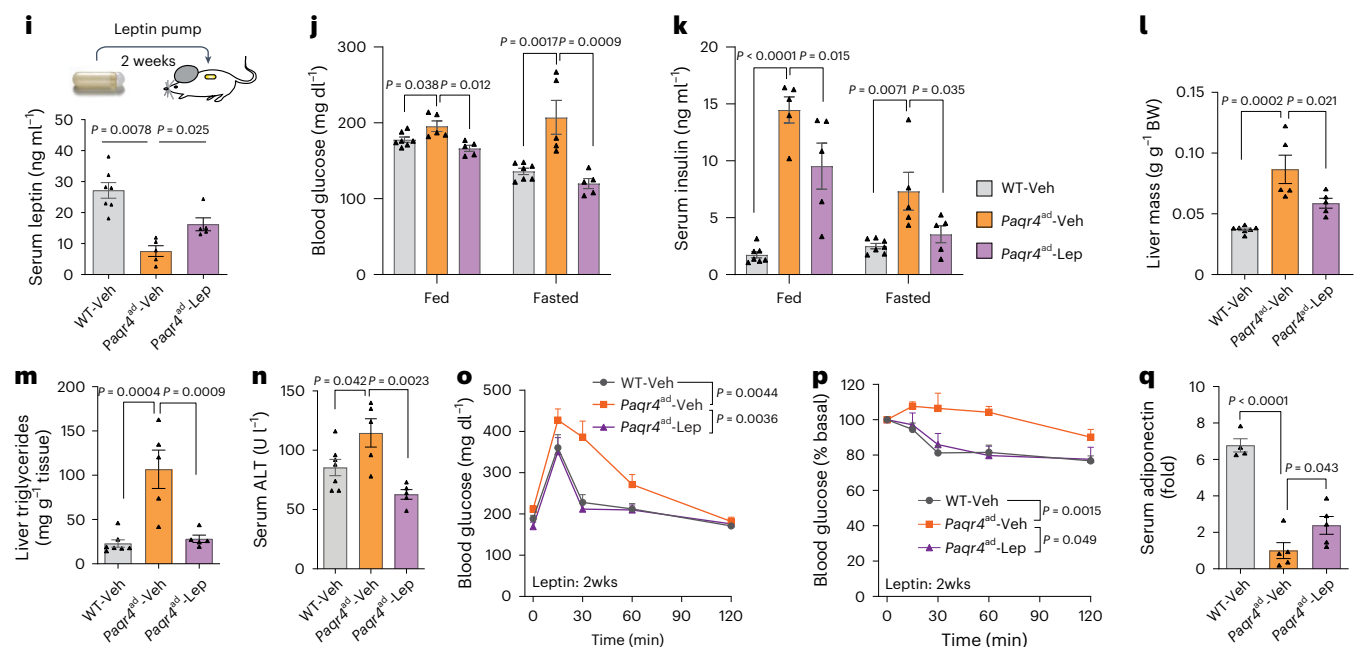 i
Leptin pump
2 weeks
Serum leptin (ng ml⁻¹)
P = 0.0078 P = 0.025
40
30
20
10
0
WT-Veh
Paqr4ᵃᵈ-Veh
Paqr4ᵃᵈ-Lep
j
Blood glucose (mg dl⁻¹)
300
200
100
0
P = 0.038 P = 0.012
P = 0.0017 P = 0.0009
Fed
Fasted
k
Serum insulin (ng ml⁻¹)
20
15
10
5
0
P < 0.0001 P = 0.015
P = 0.0071 P = 0.035
Fed
Fasted
WT-Veh
Paqr4ᵃᵈ-Veh
Paqr4ᵃᵈ-Lep
l
Liver mass (g g⁻¹ BW)
0.15
0.10
0.05
0
P = 0.0002 P = 0.021
WT-Veh
Paqr4ᵃᵈ-Veh
Paqr4ᵃᵈ-Lep
m
Liver triglycerides
(mg g⁻¹ tissue)
200
150
100
50
0
P = 0.0004 P = 0.0009
WT-Veh
Paqr4ᵃᵈ-Veh
Paqr4ᵃᵈ-Lep
n
Serum ALT (U l⁻¹)
150
100
50
0
P = 0.042 P = 0.0023
WT-Veh
Paqr4ᵃᵈ-Veh
Paqr4ᵃᵈ-Lep
o
Blood glucose (mg dl⁻¹)
500
400
300
200
100
0
WT-Veh
Paqr4ᵃᵈ-Veh
Paqr4ᵃᵈ-Lep
P = 0.0044
P = 0.0036
Leptin: 2wks
0 30 60 90 120
Time (min)
p
Blood glucose (% basal)
120
100
80
60
40
20
0
WT-Veh
Paqr4ᵃᵈ-Veh
Paqr4ᵃᵈ-Lep
P = 0.0015
P = 0.049
Leptin: 2wks
0 30 60 90 120
Time (min)
q
Serum adiponectin
(fold)
10
8
6
4
2
0
P < 0.0001
P = 0.043
WT-Veh
Paqr4ᵃᵈ-Veh
Paqr4ᵃᵈ-Lep